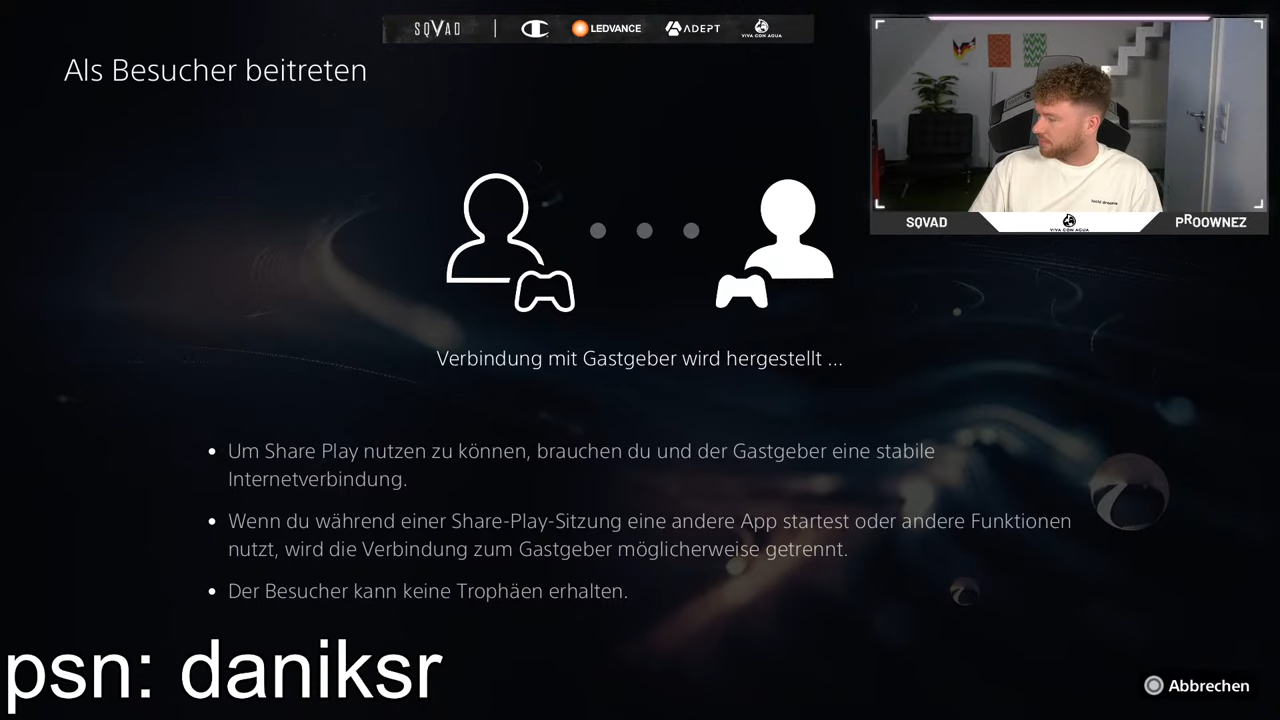 SQVAD
LEDVANCE
ADEPT
VIVA CON AGUA
Als Besucher beitreten
SQVAD
VIVA CON AGUA
PROOWNEZ
Verbindung mit Gastgeber wird hergestellt ...
• Um Share Play nutzen zu können, brauchen du und der Gastgeber eine stabile
Internetverbindung.
• Wenn du während einer Share-Play-Sitzung eine andere App startest oder andere Funktionen
nutzt, wird die Verbindung zum Gastgeber möglicherweise getrennt.
• Der Besucher kann keine Trophäen erhalten.
psn: daniksr
Abbrechen